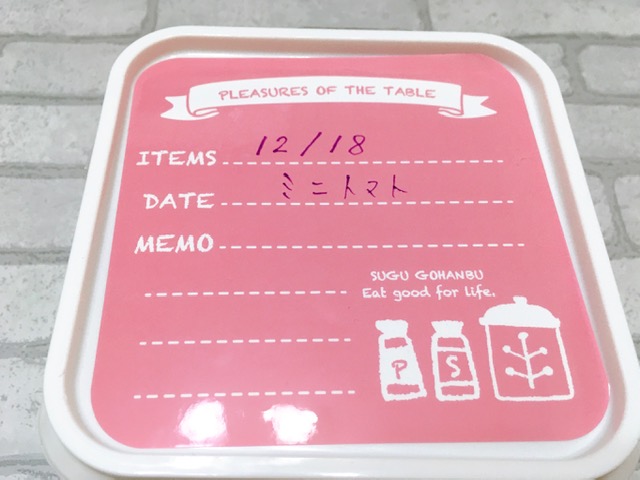 PLEASURES OF THE TABLE
ITEMS 12/18
DATE ミニトマト
MEMO
SUGU GOHANBU
Eat good for life.
P S